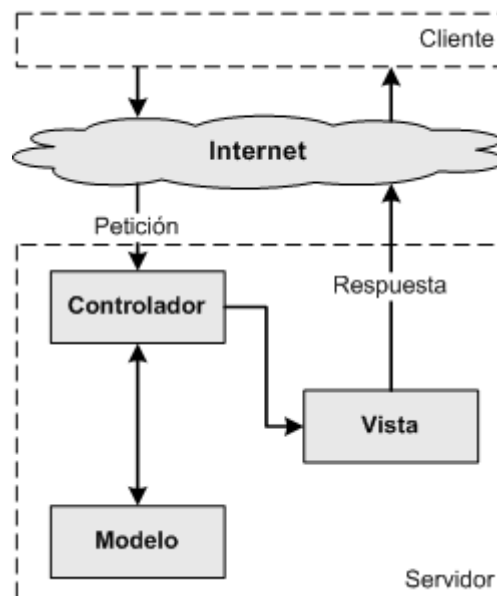 Cliente
Internet
Petición
Controlador
Respuesta
Vista
Modelo
Servidor